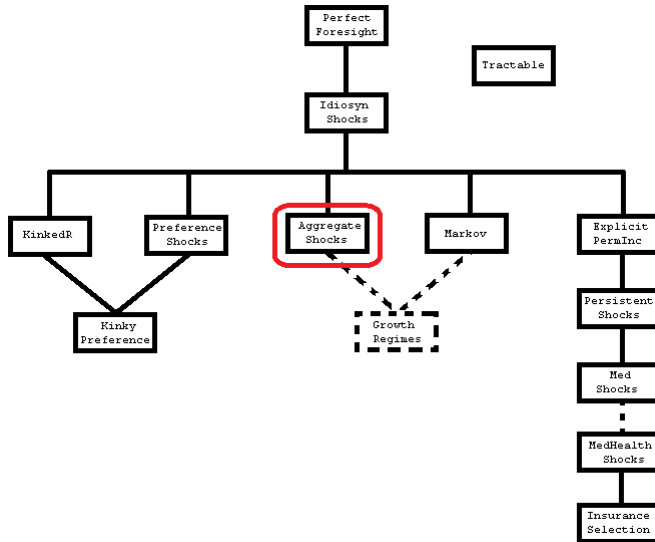 Perfect
Foresight
Tractable
Idiosyn
Shocks
KinkedR
Preference
Shocks
Aggregate
Shocks
Markov
Explicit
PermInc
Kinky
Preference
Growth
Regimes
Persistent
Shocks
Med
Shocks
MedHealth
Shocks
Insurance
Selection